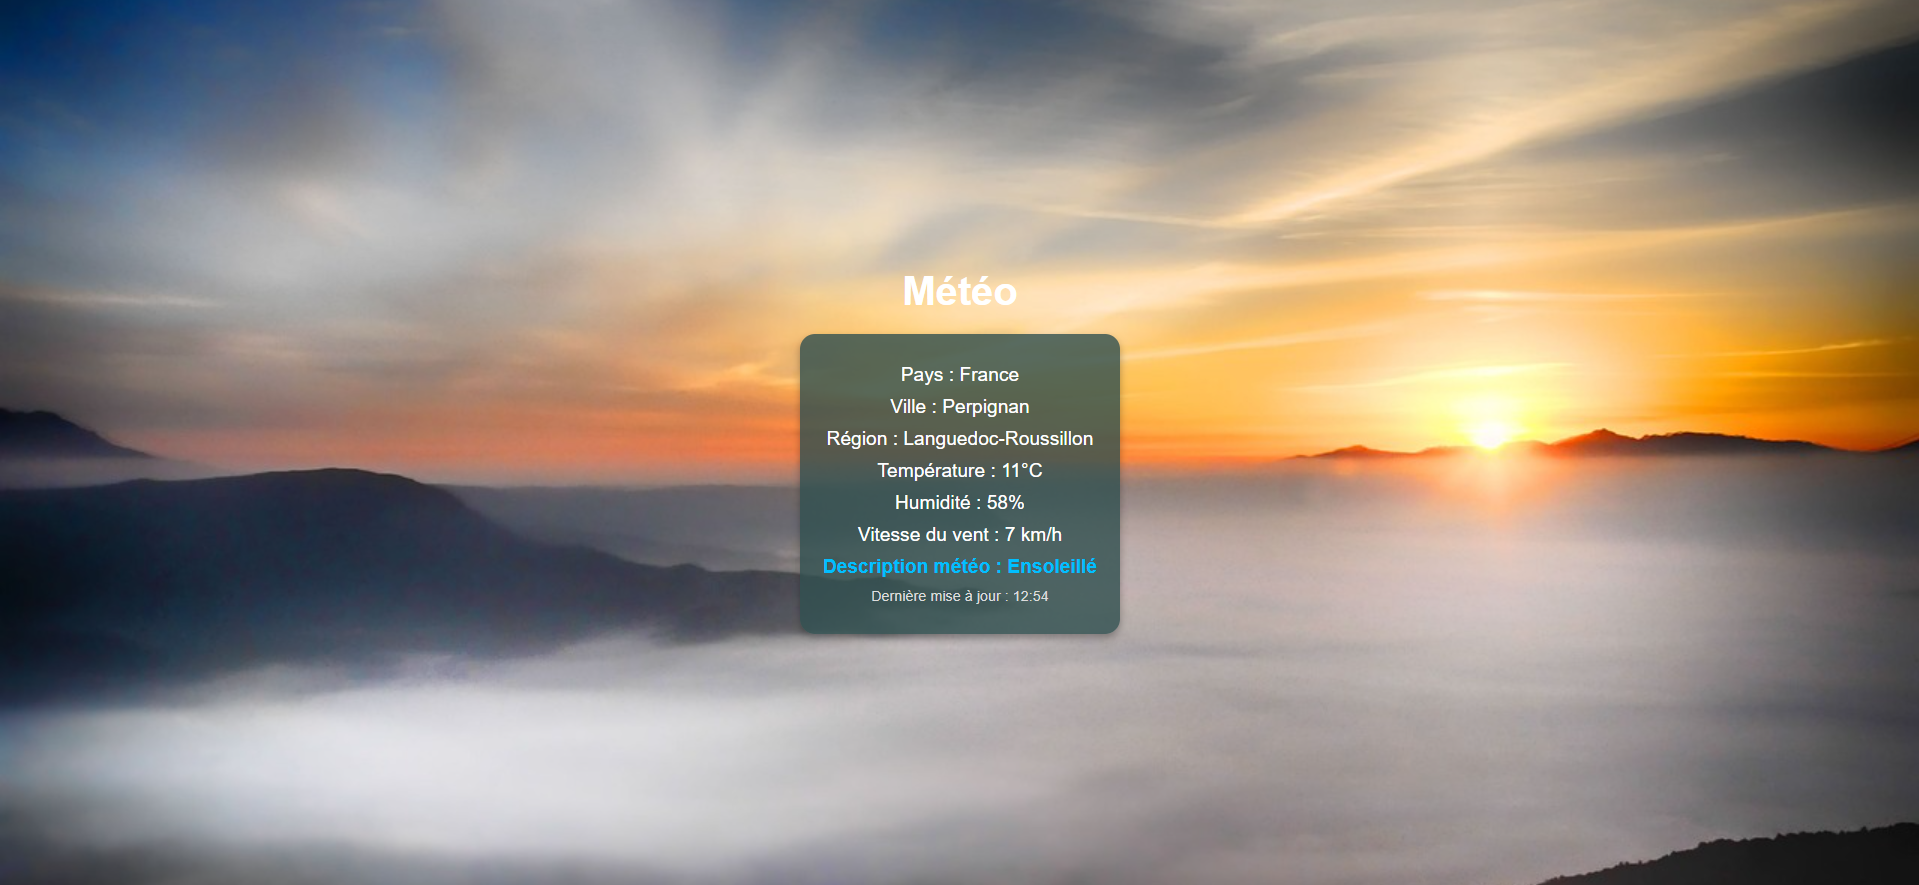 Météo
Pays : France
Ville : Perpignan
Région : Languedoc-Roussillon
Température : 11°C
Humidité : 58%
Vitesse du vent : 7 km/h
Description météo : Ensoleillé
Dernière mise à jour : 12:54